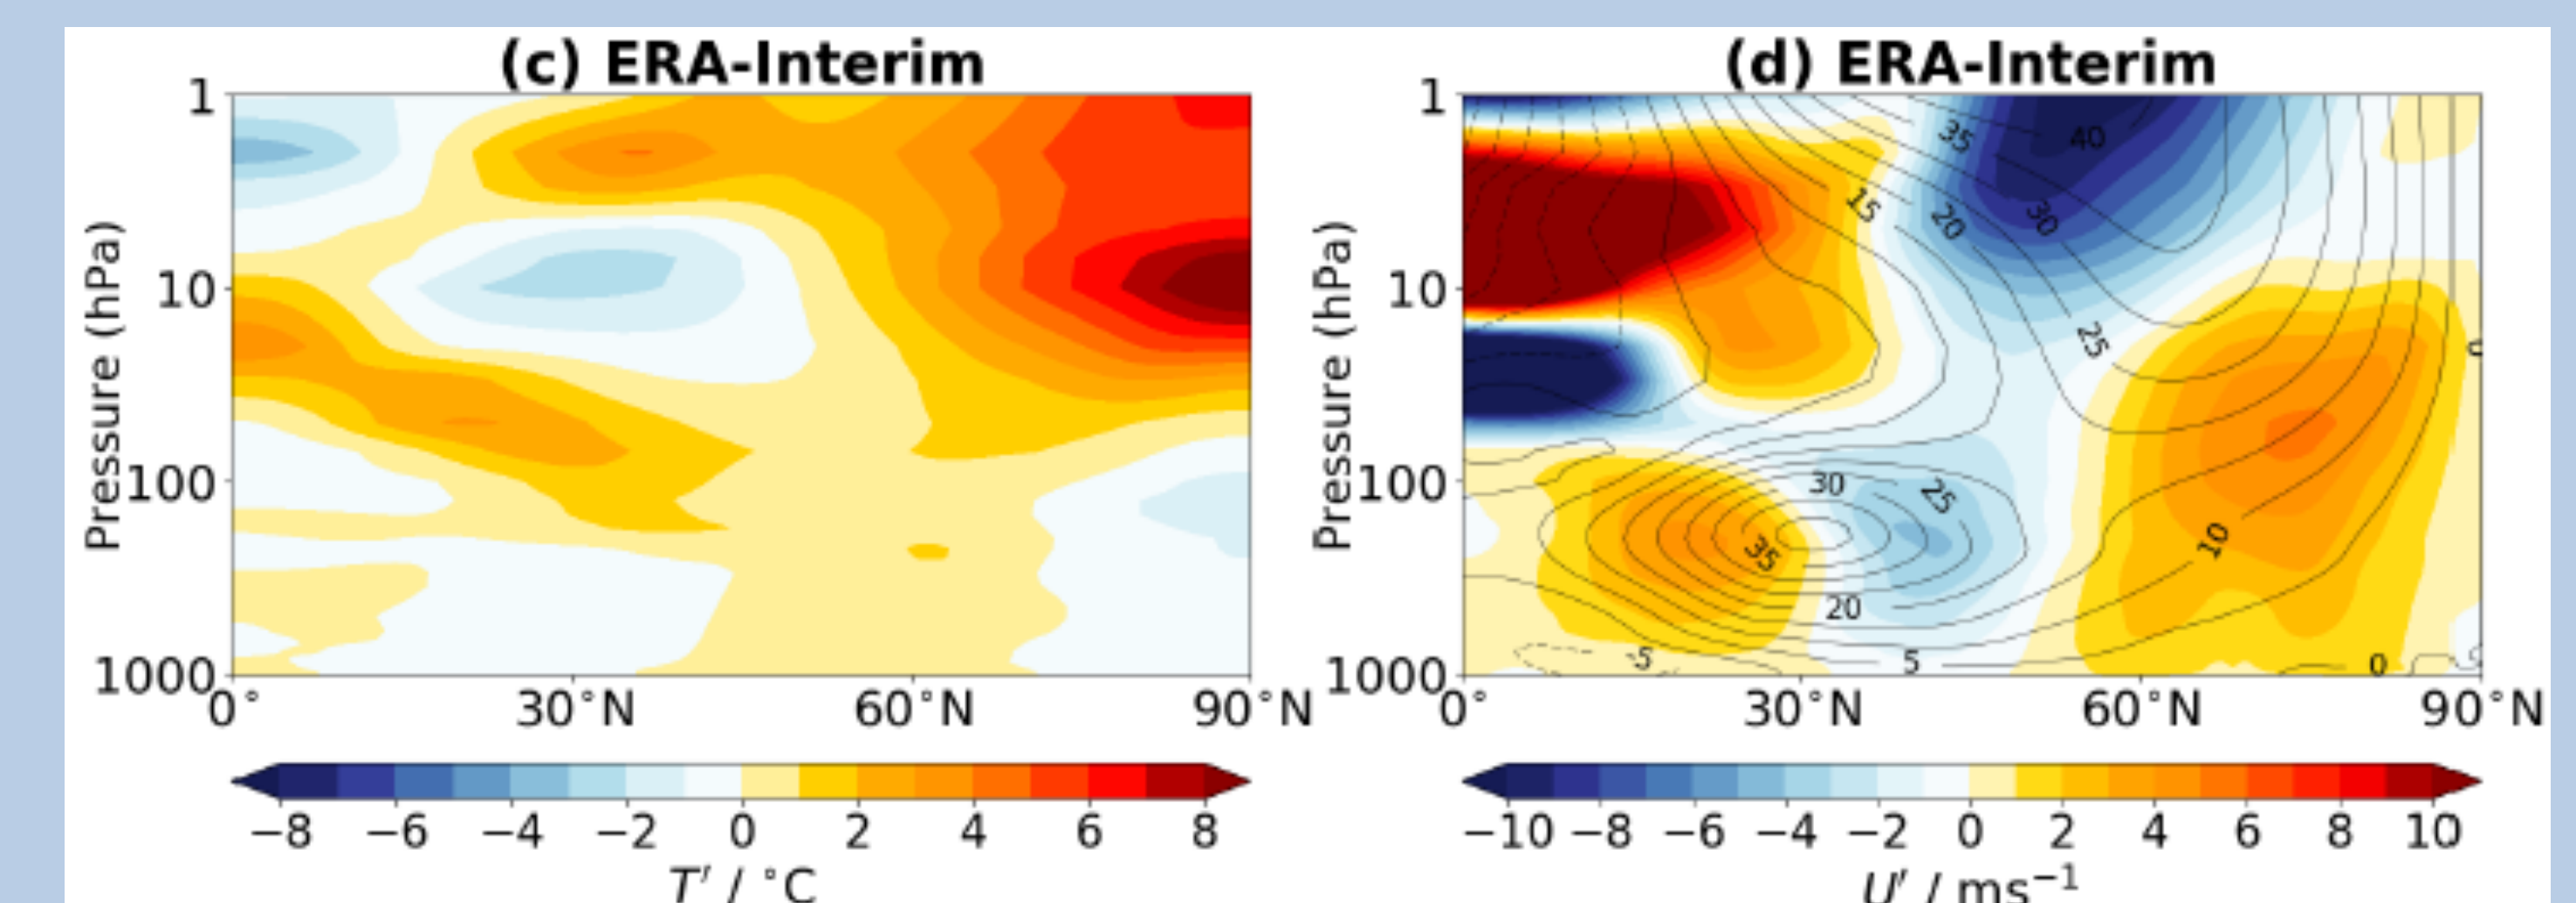 (c) ERA-Interim
Pressure (hPa)
1
10
100
1000
0° 30°N 60°N 90°N
−8 −6 −4 −2 0 2 4 6 8
T′ / °C
(d) ERA-Interim
Pressure (hPa)
1
10
100
1000
35
40
15
20
30
25
0
30
25
35
10
20
-5
5
0
0° 30°N 60°N 90°N
−10 −8 −6 −4 −2 0 2 4 6 8 10
U′ / ms⁻¹